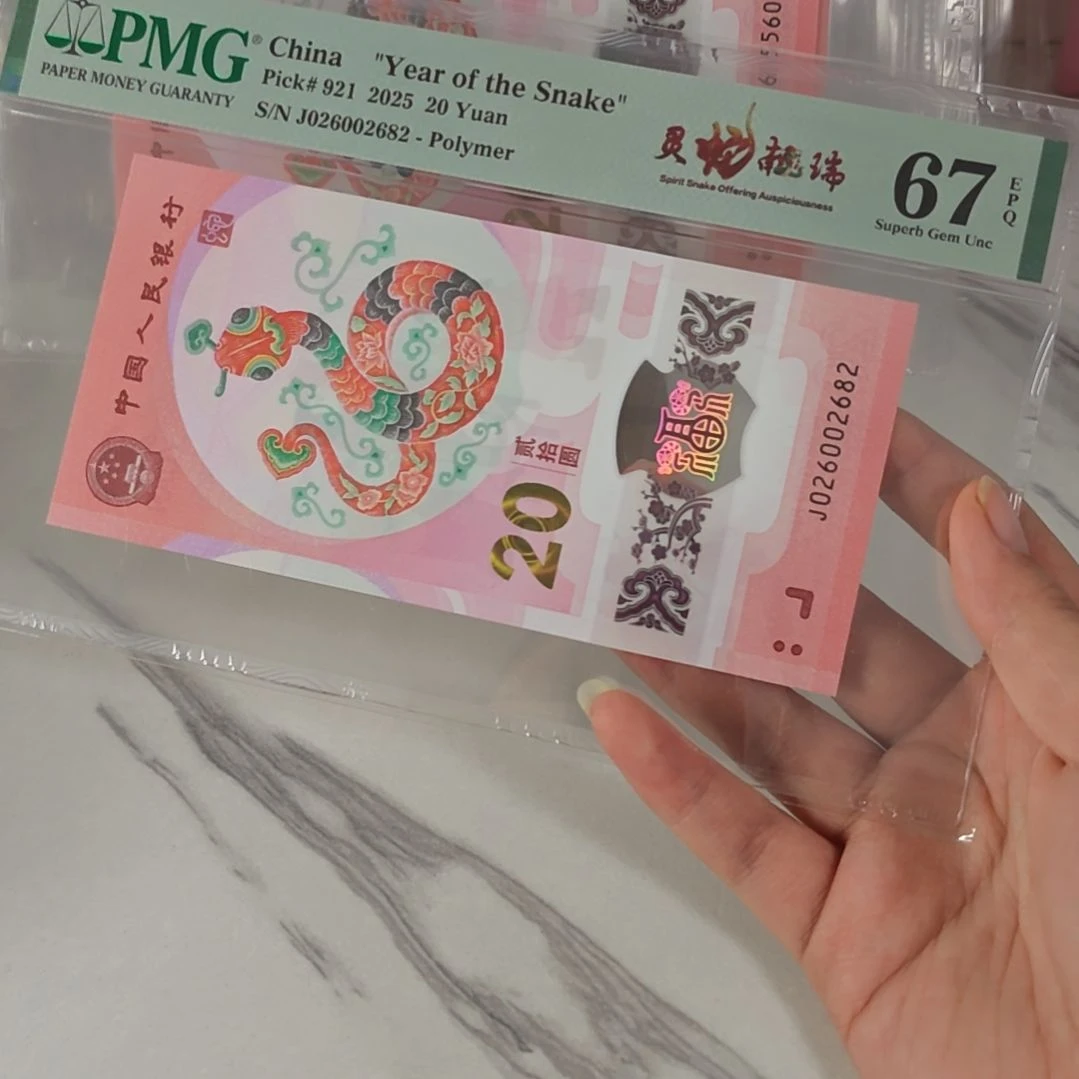 PMG® China "Year of the Snake"
PAPER MONEY GUARANTY
Pick# 921 2025 20 Yuan
S/N J026002682 - Polymer
灵蛇献瑞
Spirit Snake Offering Auspiciousness
67
EPQ
Superb Gem Unc
中国人民银行
贰拾圆
20
J026002682
5560